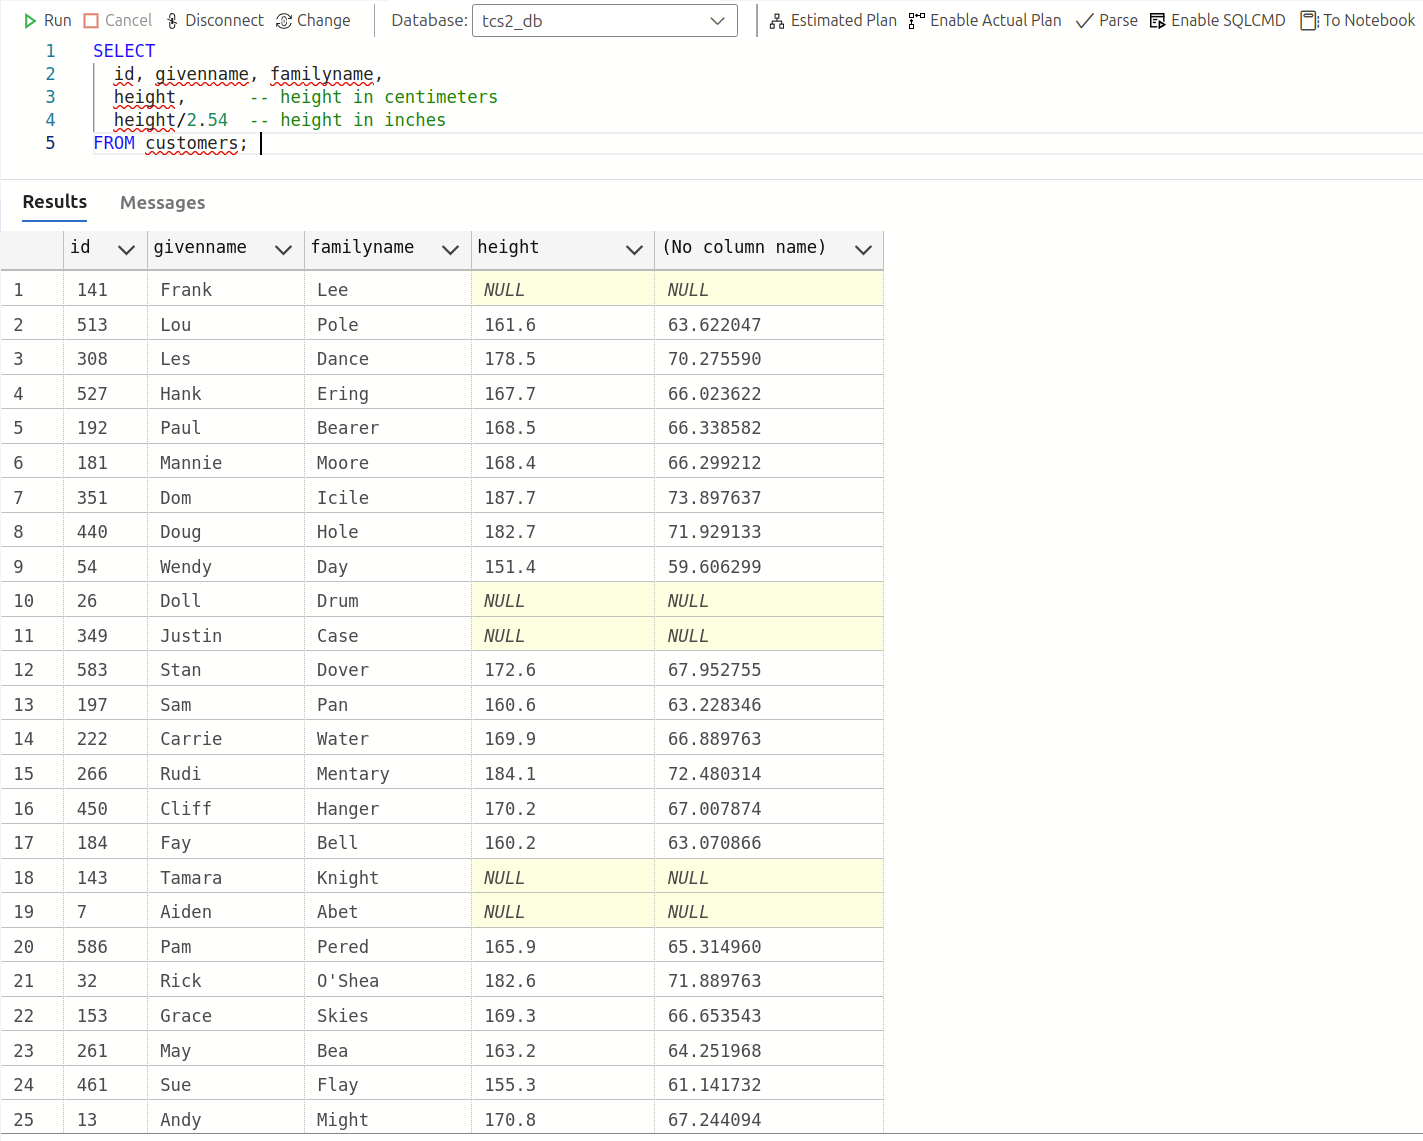 Run Cancel Disconnect Change Database: tcs2_db Estimated Plan Enable Actual Plan Parse Enable SQLCMD To Notebook
1 SELECT
2 id, givenname, familyname,
3 height, -- height in centimeters
4 height/2.54 -- height in inches
5 FROM customers;
Results Messages
id givenname familyname height (No column name)
1 141 Frank Lee NULL NULL
2 513 Lou Pole 161.6 63.622047
3 308 Les Dance 178.5 70.275590
4 527 Hank Ering 167.7 66.023622
5 192 Paul Bearer 168.5 66.338582
6 181 Mannie Moore 168.4 66.299212
7 351 Dom Icile 187.7 73.897637
8 440 Doug Hole 182.7 71.929133
9 54 Wendy Day 151.4 59.606299
10 26 Doll Drum NULL NULL
11 349 Justin Case NULL NULL
12 583 Stan Dover 172.6 67.952755
13 197 Sam Pan 160.6 63.228346
14 222 Carrie Water 169.9 66.889763
15 266 Rudi Mentary 184.1 72.480314
16 450 Cliff Hanger 170.2 67.007874
17 184 Fay Bell 160.2 63.070866
18 143 Tamara Knight NULL NULL
19 7 Aiden Abet NULL NULL
20 586 Pam Pered 165.9 65.314960
21 32 Rick O'Shea 182.6 71.889763
22 153 Grace Skies 169.3 66.653543
23 261 May Bea 163.2 64.251968
24 461 Sue Flay 155.3 61.141732
25 13 Andy Might 170.8 67.244094